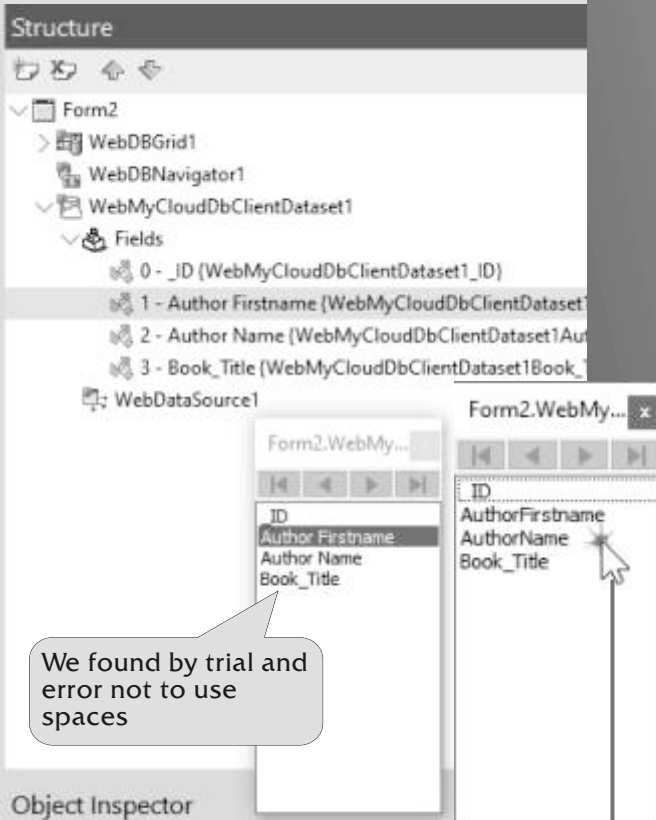 Structure
Form2
WebDBGrid1
WebDBNavigator1
WebMyCloudDbClientDataset1
Fields
0 - _ID {WebMyCloudDbClientDataset1_ID}
1 - Author Firstname {WebMyCloudDbClientDataset1
2 - Author Name {WebMyCloudDbClientDataset1Aut
3 - Book_Title {WebMyCloudDbClientDataset1Book_T
WebDataSource1
Form2.WebMy...
_ID
Author Firstname
Author Name
Book_Title
Form2.WebMy... x
_ID
AuthorFirstname
AuthorName
Book_Title
We found by trial and
error not to use
spaces
Object Inspector